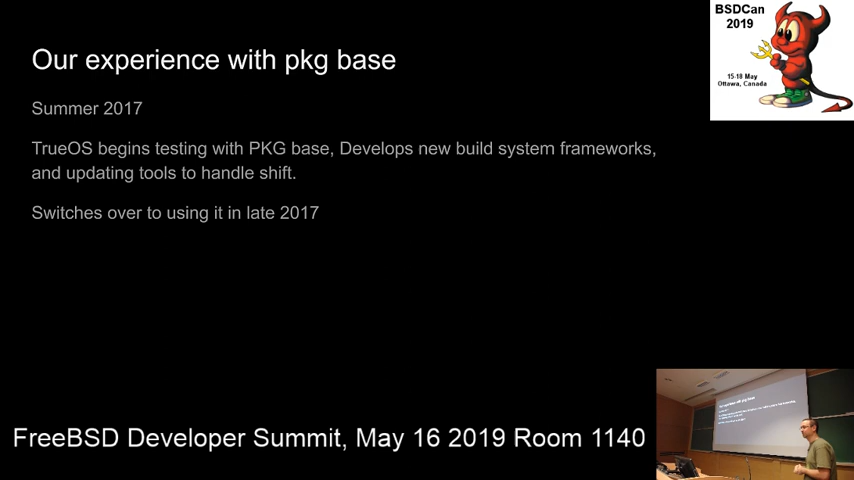 Our experience with pkg base
Summer 2017
TrueOS begins testing with PKG base, Develops new build system frameworks,
and updating tools to handle shift.
Switches over to using it in late 2017
BSDCan
2019
15-18 May
Ottawa, Canada
FreeBSD Developer Summit, May 16 2019 Room 1140